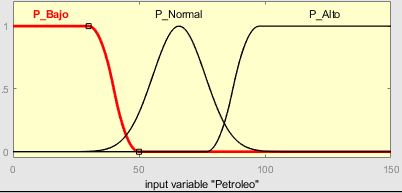 P_Bajo P_Normal P_Alto
1
.5
0
0 50 100 150
input variable "Petroleo"